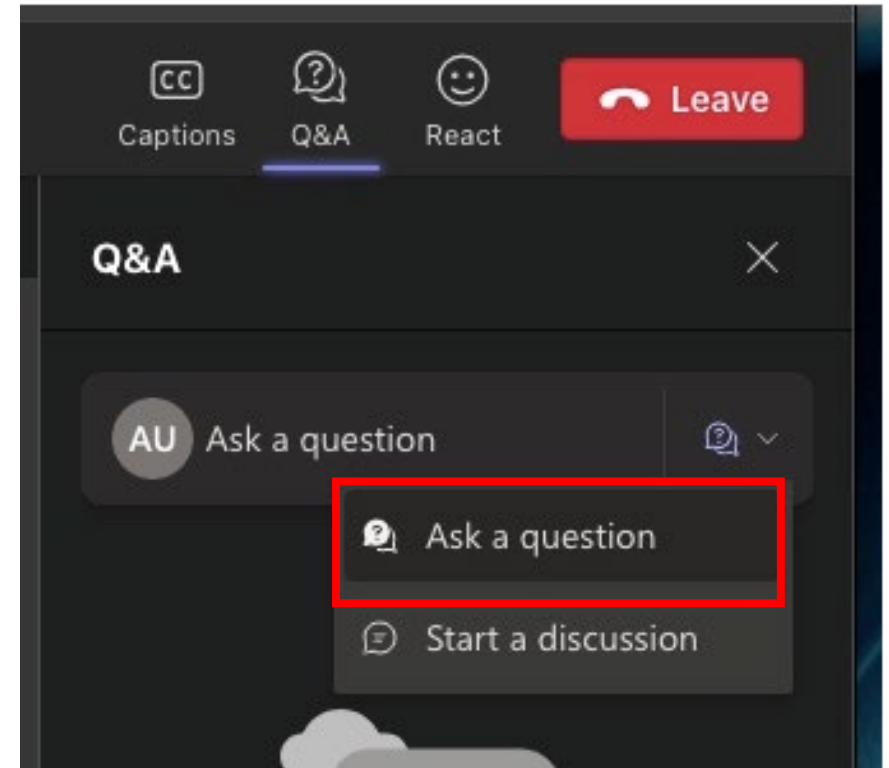 CC
Captions Q&A React Leave
Q&A
AU Ask a question
Ask a question
Start a discussion